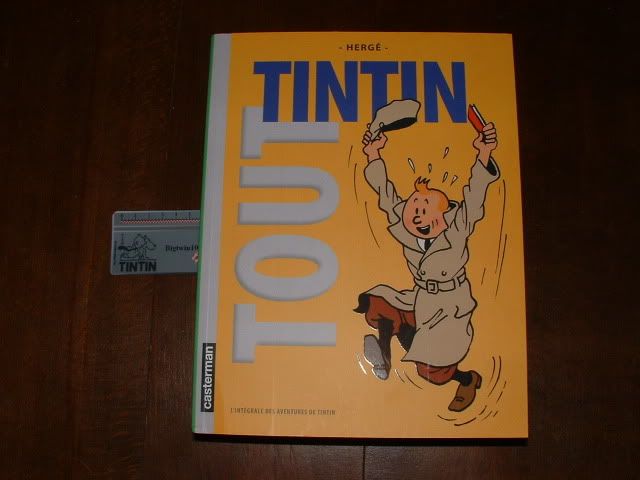 - HERGÉ -
TINTIN
TOUT
casterman
L'INTÉGRALE DES AVENTURES DE TINTIN
TINTIN